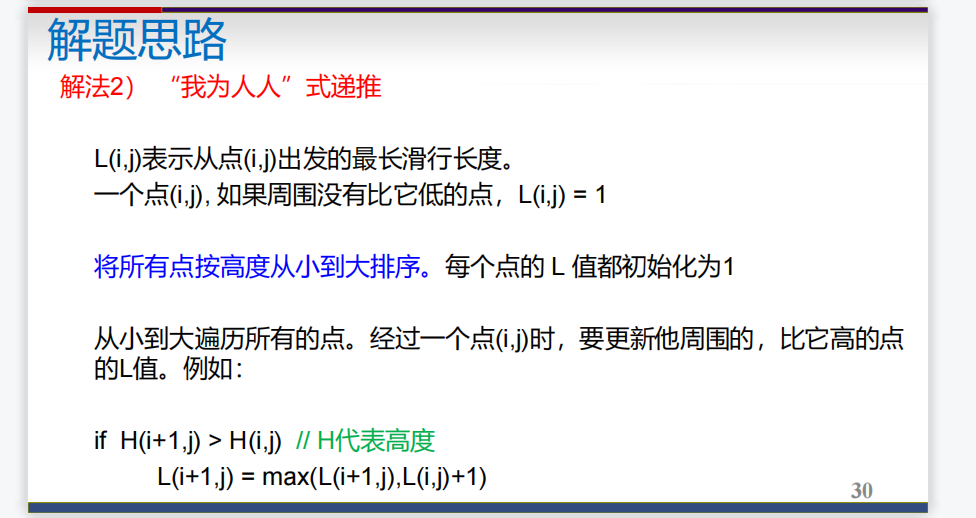 解题思路
解法2） “我为人人”式递推
L(i,j)表示从点(i,j)出发的最长滑行长度。
一个点(i,j), 如果周围没有比它低的点，L(i,j) = 1
将所有点按高度从小到大排序。每个点的 L 值都初始化为1
从小到大遍历所有的点。经过一个点(i,j)时，要更新他周围的，比它高的点
的L值。例如：
if H(i+1,j) > H(i,j) // H代表高度
L(i+1,j) = max(L(i+1,j),L(i,j)+1)
30